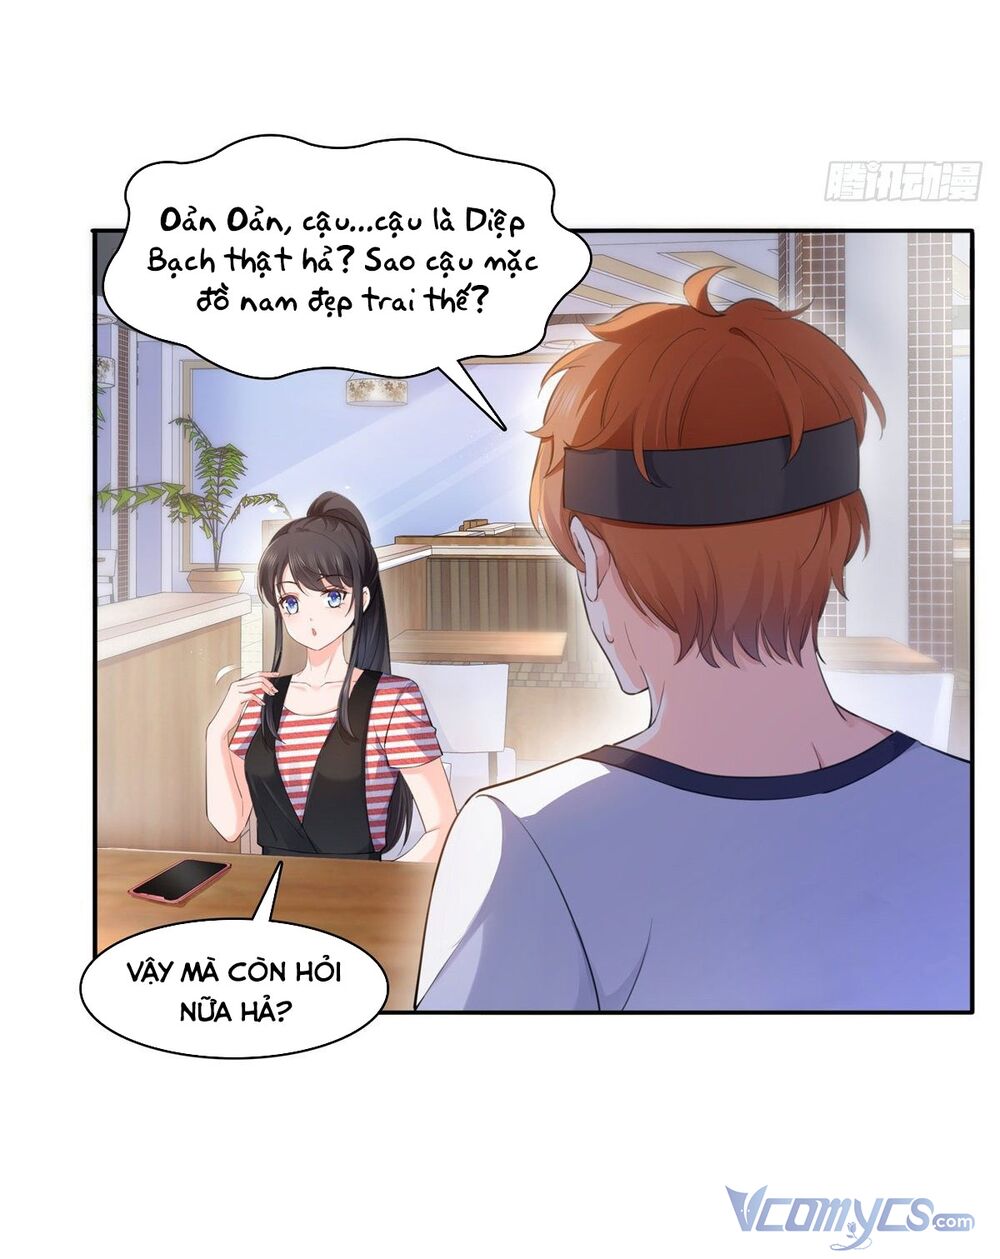 腾讯动漫
Oản Oản, cậu...cậu là Diệp
Bạch thật hả? Sao cậu mặc
đồ nam đẹp trai thế?
VẬY MÀ CÒN HỎI
NỮA HẢ?
VCOMYCS.com